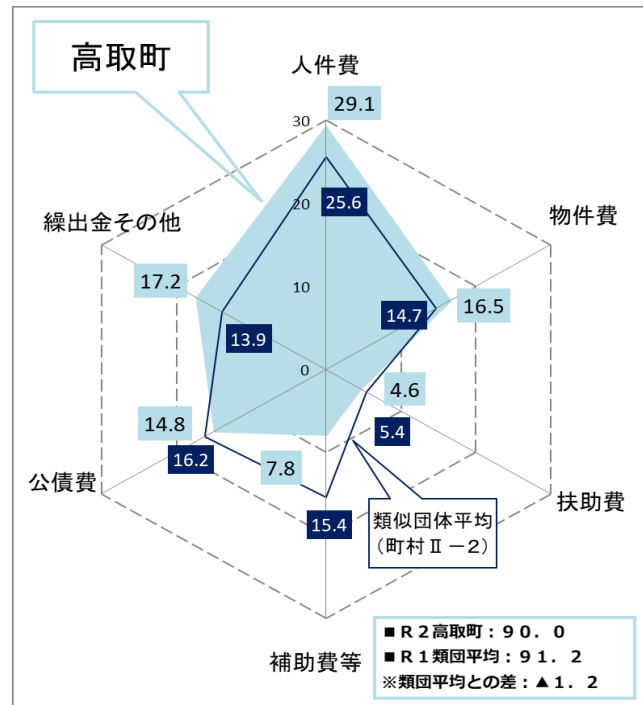 高取町
人件費
29.1
30
20
25.6
物件費
繰出金その他
17.2
10
16.5
14.7
13.9
0
4.6
14.8
5.4
16.2
7.8
公債費
扶助費
類似団体平均
(町村Ⅱ－2)
15.4
補助費等
■Ｒ２高取町：９０．０
■Ｒ１類団平均：９１．２
※類団平均との差：▲１．２